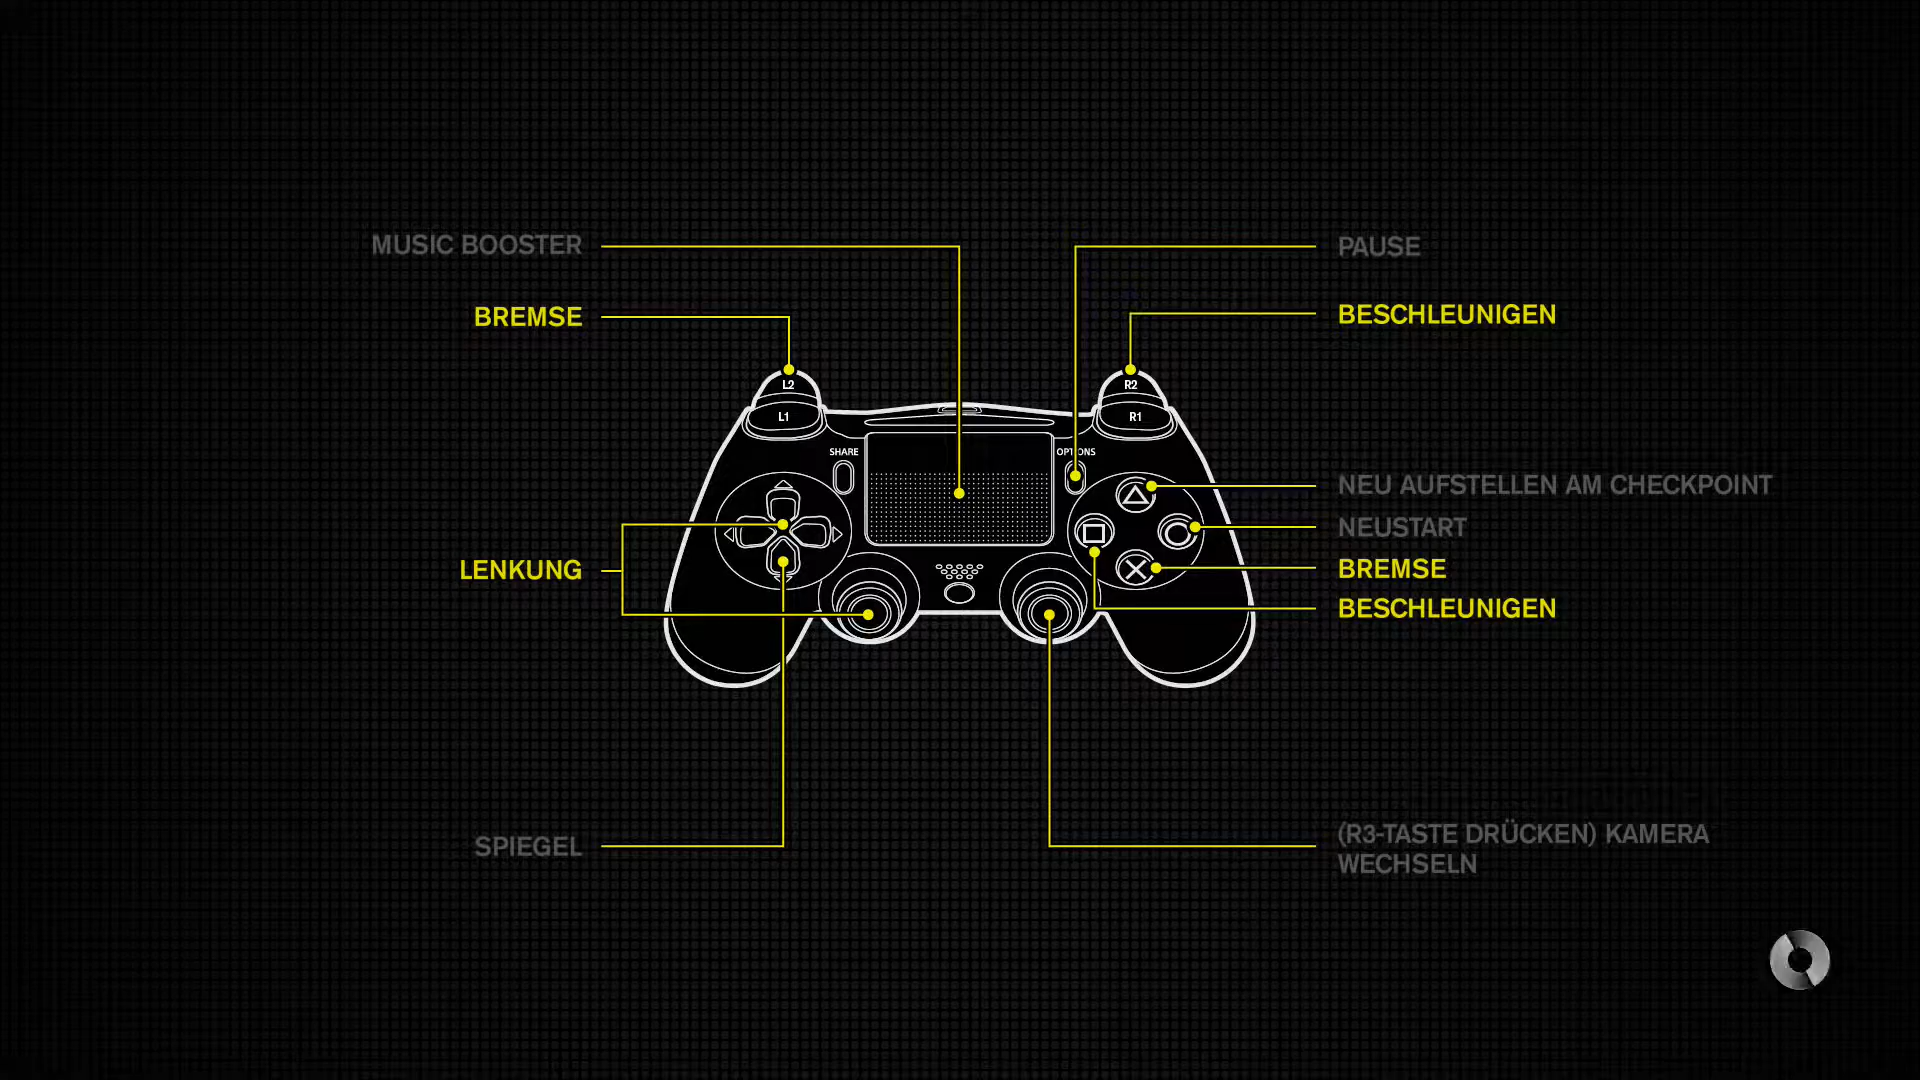 MUSIC BOOSTER
PAUSE
BREMSE
BESCHLEUNIGEN
L2
R2
L1
R1
SHARE
OPTIONS
NEU AUFSTELLEN AM CHECKPOINT
NEUSTART
LENKUNG
BREMSE
BESCHLEUNIGEN
SPIEGEL
(R3-TASTE DRÜCKEN) KAMERA
WECHSELN